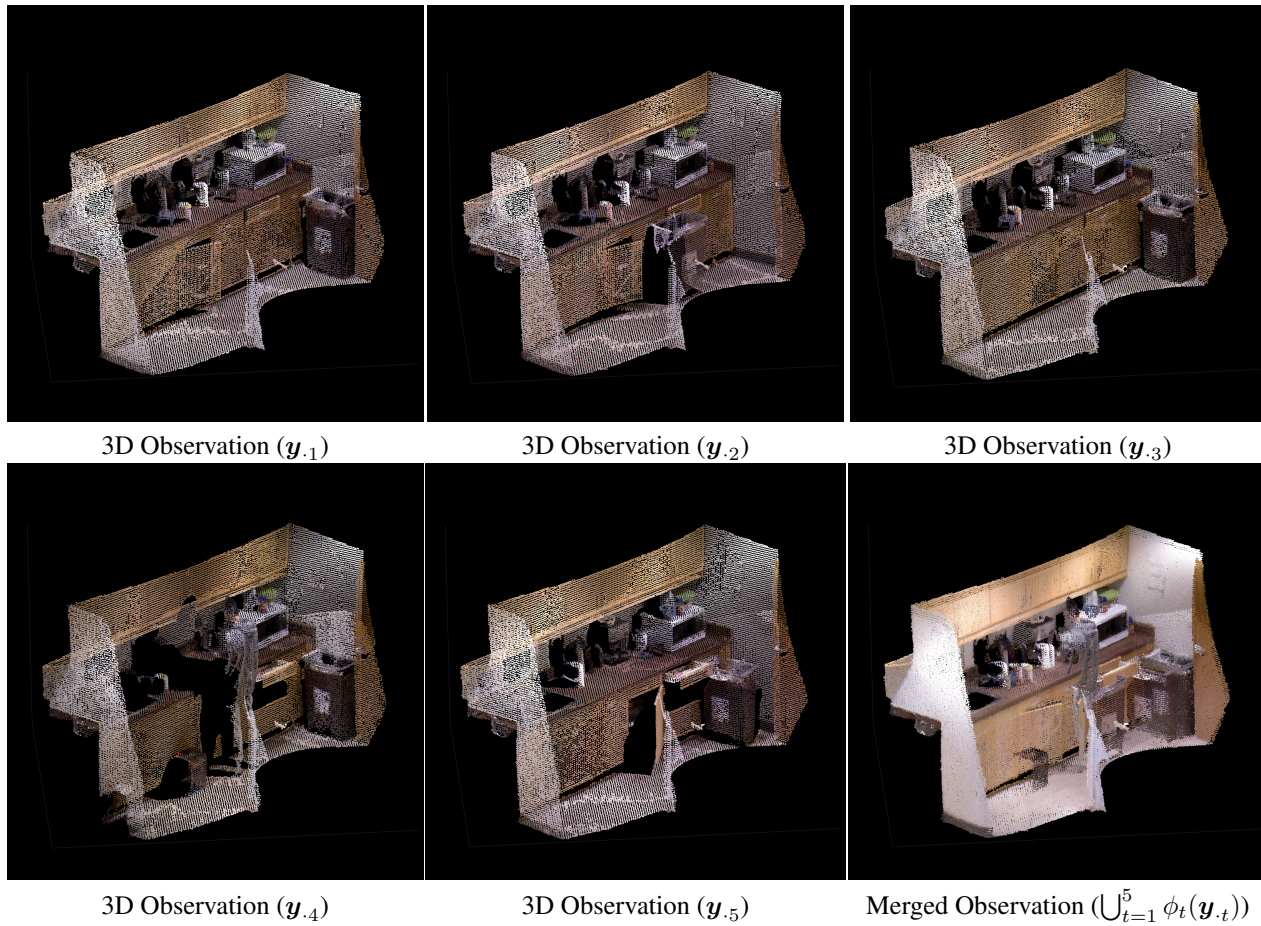 3D Observation (𝒚.₁)
3D Observation (𝒚.₂)
3D Observation (𝒚.₃)
3D Observation (𝒚.₄)
3D Observation (𝒚.₅)
Merged Observation (⋃⁵ₜ₌₁ ϕₜ(𝒚.ₜ))